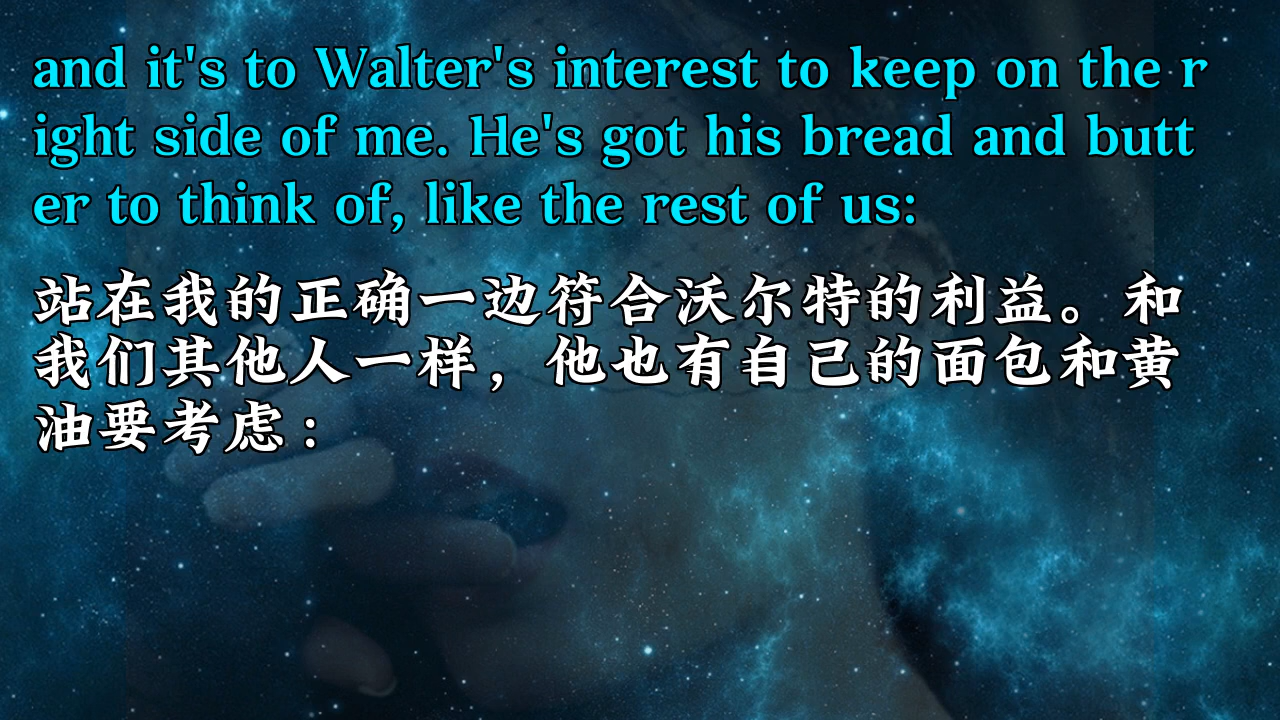 and it's to Walter's interest to keep on the r
ight side of me. He's got his bread and butt
er to think of, like the rest of us:
站在我的正确一边符合沃尔特的利益。和
我们其他人一样，他也有自己的面包和黄
油要考虑：